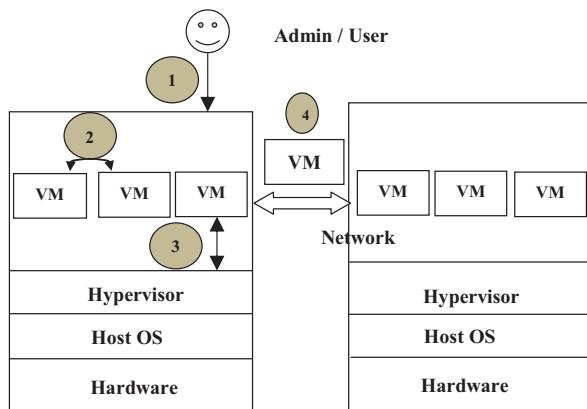 Admin / User
1
4
2
VM
VM
VM
VM
VM
VM
VM
Network
3
Hypervisor
Host OS
Hardware
Hypervisor
Host OS
Hardware